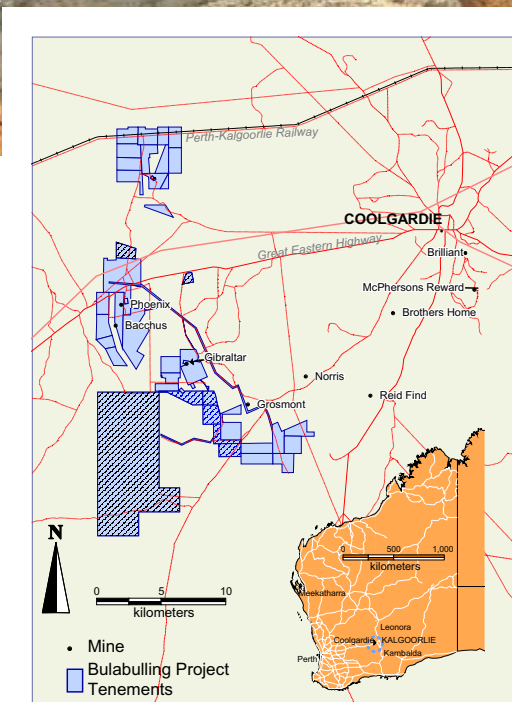 Perth-Kalgoorlie Railway
COOLGARDIE
Great Eastern Highway
Brilliant
McPhersons Reward
Phoenix
Brothers Home
Bacchus
Gibraltar
Norris
Reid Find
Grosmont
N
0 5 10
kilometers
Mine
Bulabulling Project
Tenements
0 500 1,000
kilometers
Meekatharra
Leonora
Coolgardie KALGOORLIE
Kambalda
Perth